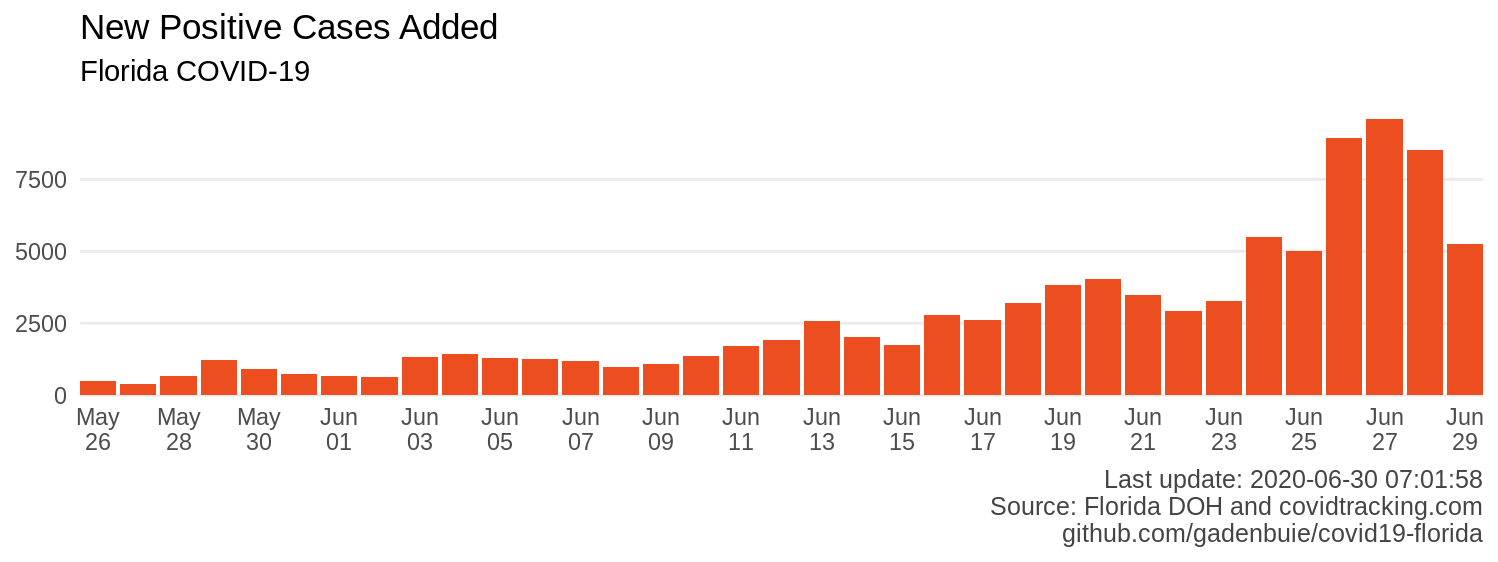 New Positive Cases Added
Florida COVID-19
7500
5000
2500
0
May May May Jun Jun Jun Jun Jun Jun Jun Jun Jun Jun Jun Jun Jun Jun Jun
26 28 30 01 03 05 07 09 11 13 15 17 19 21 23 25 27 29
Last update: 2020-06-30 07:01:58
Source: Florida DOH and covidtracking.com
github.com/gadenbuie/covid19-florida